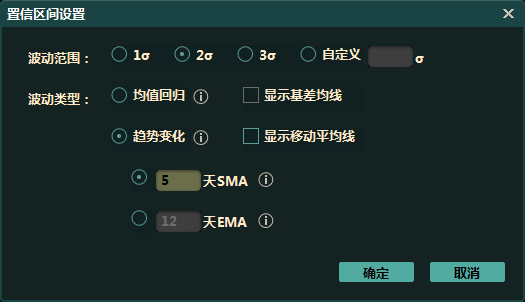 置信区间设置
波动范围： 1σ 2σ 3σ 自定义 σ
波动类型： 均值回归 显示基差均线
趋势变化 显示移动平均线
5 天SMA
12 天EMA
确定 取消